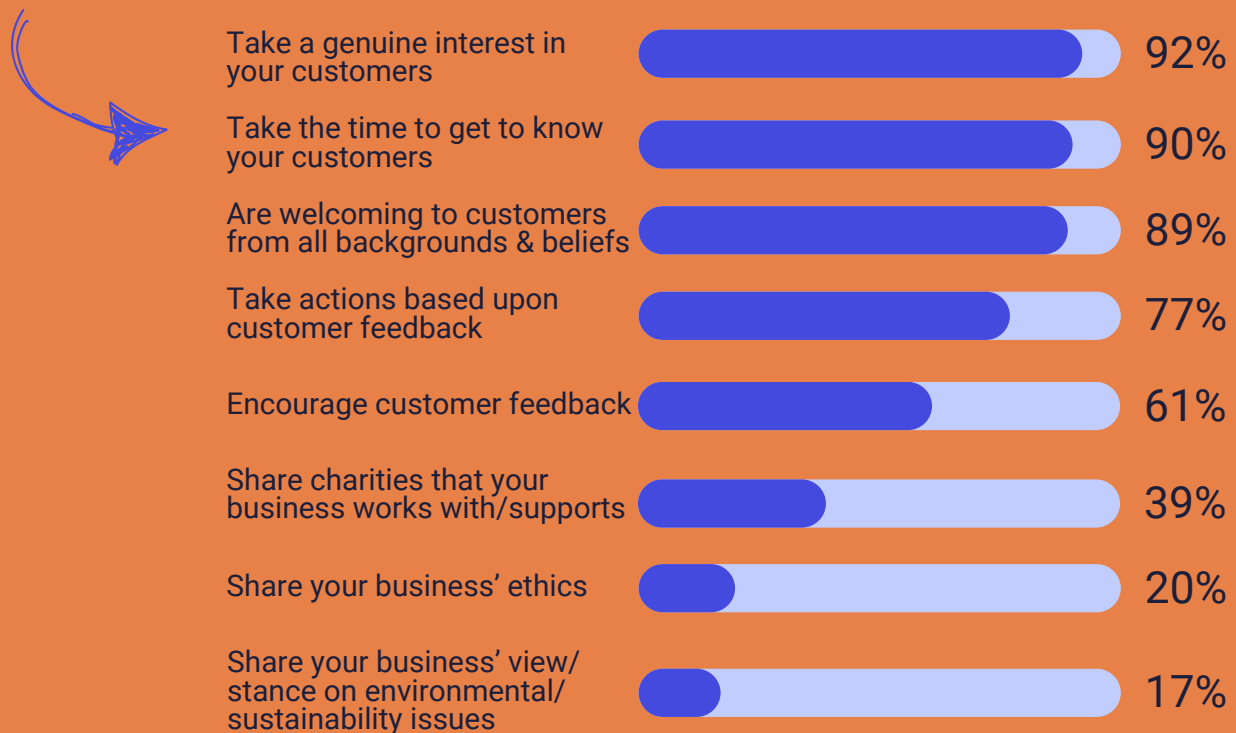 Take a genuine interest in
your customers
92%
Take the time to get to know
your customers
90%
Are welcoming to customers
from all backgrounds & beliefs
89%
Take actions based upon
customer feedback
77%
Encourage customer feedback
61%
Share charities that your
business works with/supports
39%
Share your business’ ethics
20%
Share your business’ view/
stance on environmental/
sustainability issues
17%